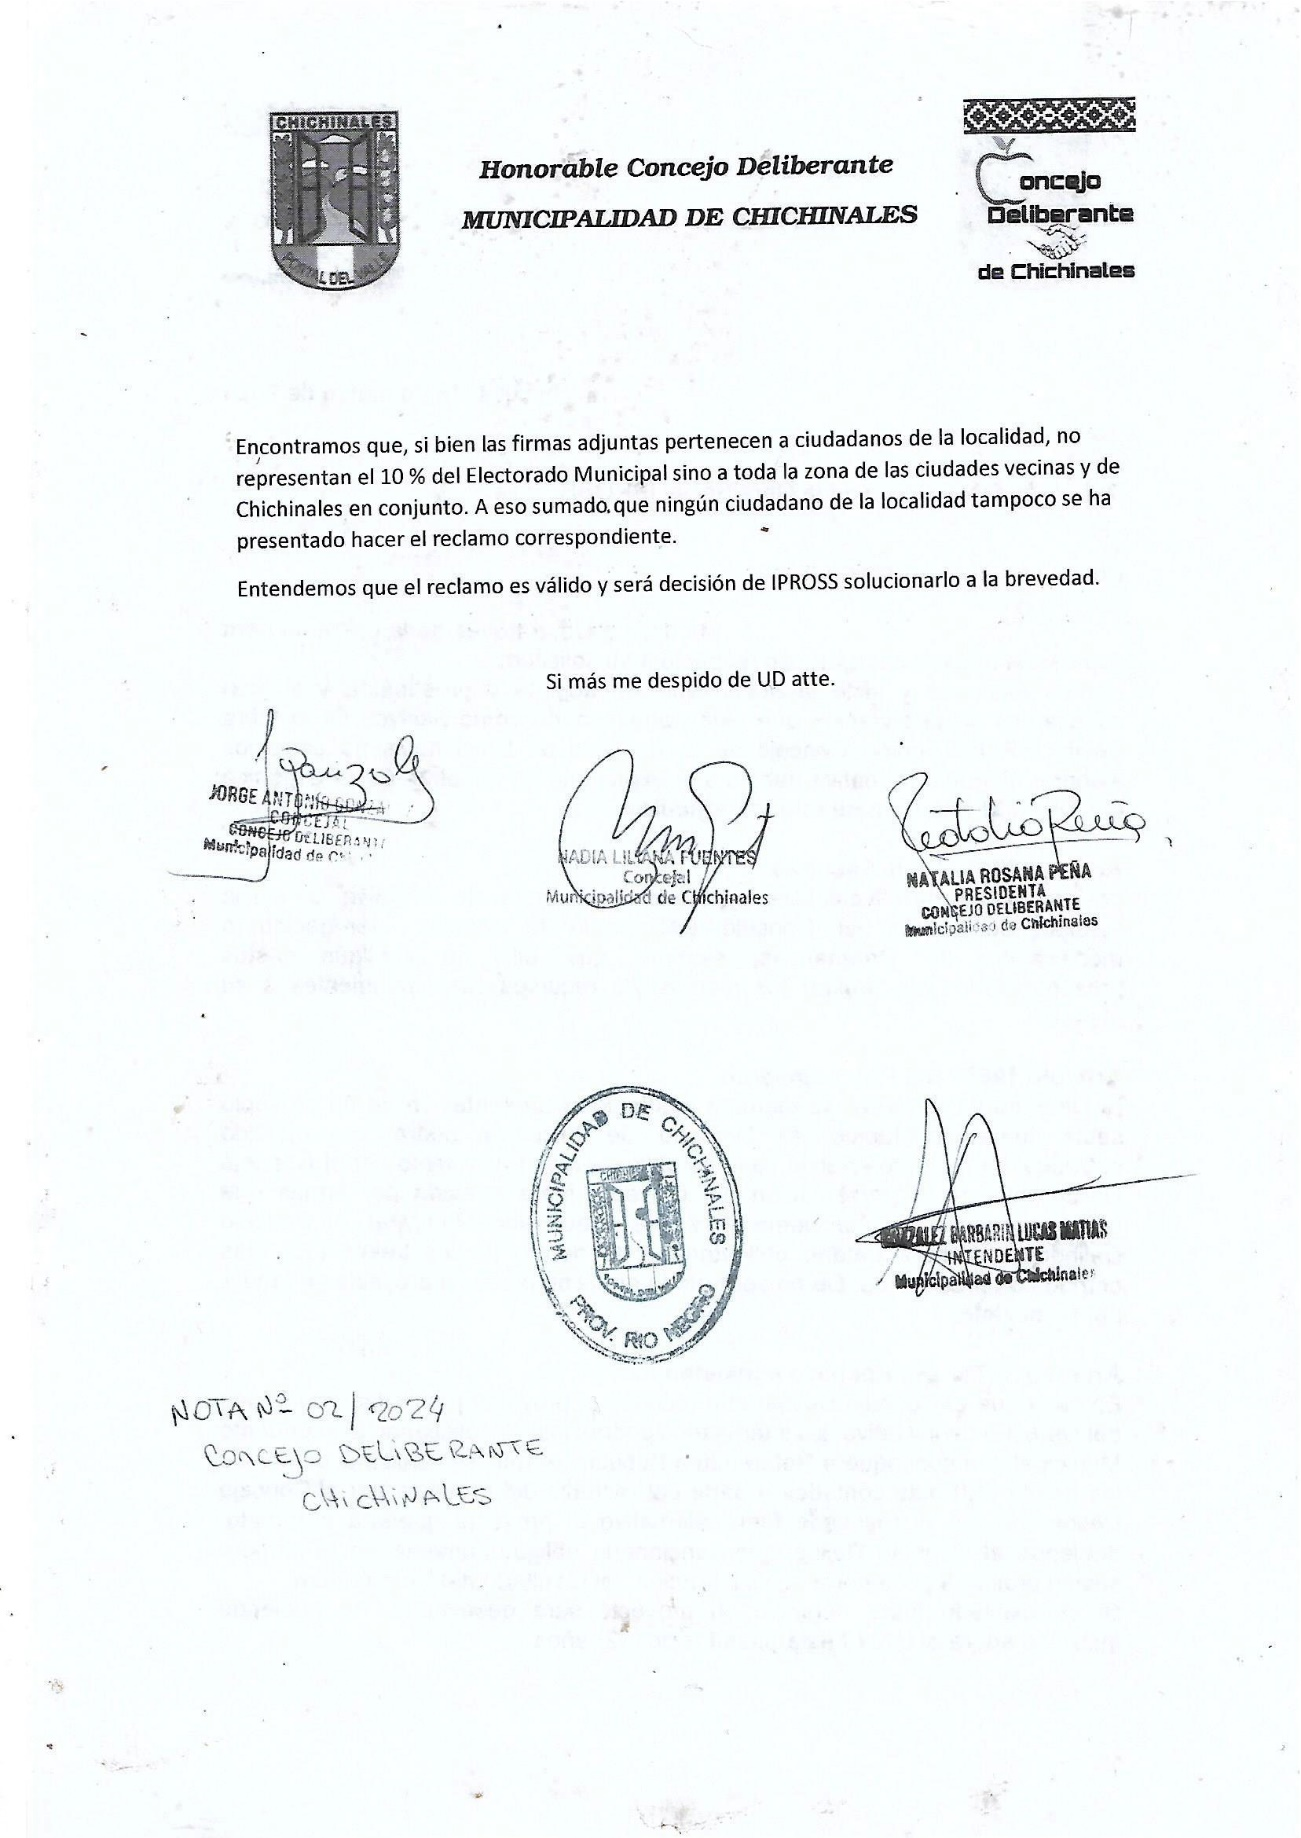 CHICHINALES
PORTAL DEL VALLE
Honorable Concejo Deliberante
MUNICIPALIDAD DE CHICHINALES
Concejo
Deliberante
de Chichinales
Encontramos que, si bien las firmas adjuntas pertenecen a ciudadanos de la localidad, no
representan el 10 % del Electorado Municipal sino a toda la zona de las ciudades vecinas y de
Chichinales en conjunto. A eso sumado que ningún ciudadano de la localidad tampoco se ha
presentado hacer el reclamo correspondiente.
Entendemos que el reclamo es válido y será decisión de IPROSS solucionarlo a la brevedad.
Si más me despido de UD atte.
JORGE ANTONIO
CONCEJAL
CONCEJO DELIBERANTE
Municipalidad de
NADIA LILIANA FUENTES
Concejal
Municipalidad de Chichinales
NATALIA ROSANA PEÑA
PRESIDENTA
CONCEJO DELIBERANTE
Municipalidad de Chichinales
MUNICIPALIDAD DE CHICHINALES
PROV. RIO NEGRO
GONZALEZ BARBARIN LUCAS MATIAS
INTENDENTE
Municipalidad de Chichinales
NOTA Nº 02/2024
CONCEJO DELIBERANTE
CHICHINALES